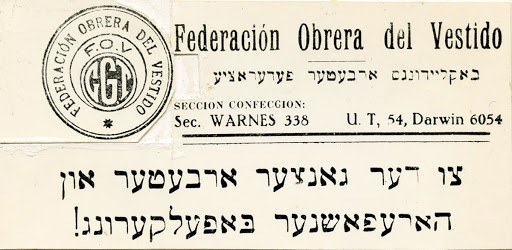 FEDERACIÓN OBRERA DEL VESTIDO
F.O.V
CGT
Federación Obrera del Vestido
באקליידונגס ארבעטער פעדעראציע
SECCION CONFECCION:
Sec. WARNES 338 U. T, 54, Darwin 6054
צו דער גאנצער ארבעטער און
הארעפאשנער באפעלקערונג!